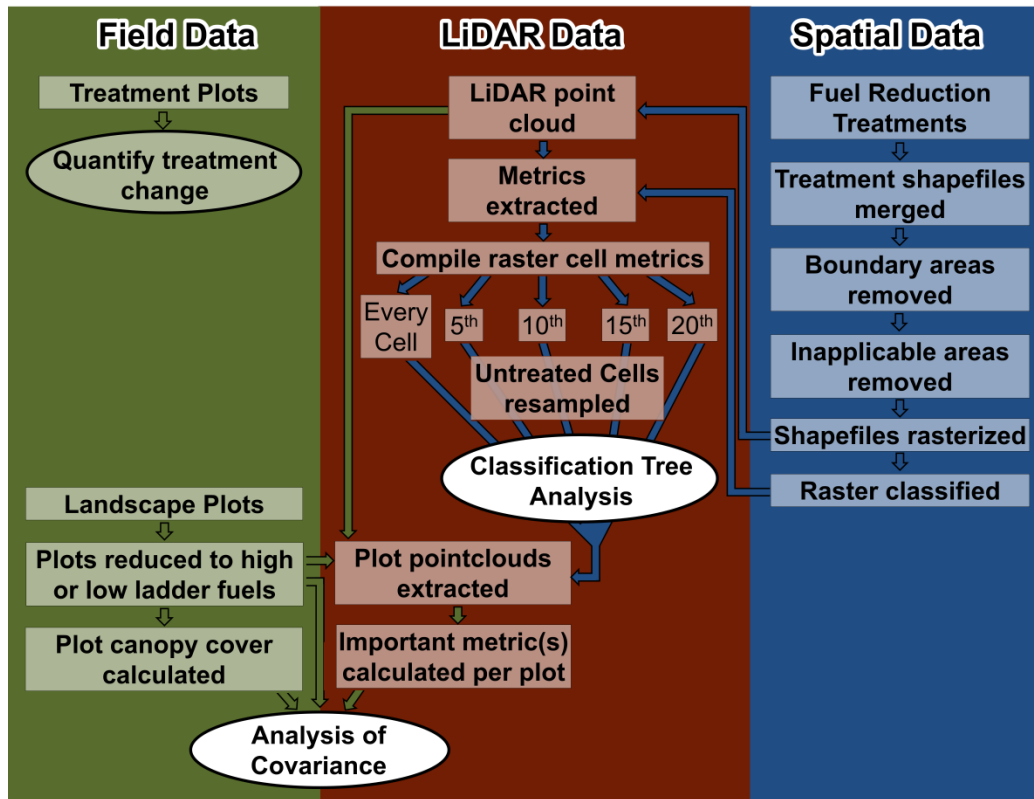 Field Data
Treatment Plots
Quantify treatment
change
Landscape Plots
Plots reduced to high
or low ladder fuels
Plot canopy cover
calculated
LiDAR Data
LiDAR point
cloud
Metrics
extracted
Compile raster cell metrics
Every
Cell
5th
10th
15th
20th
Untreated Cells
resampled
Classification Tree
Analysis
Plot pointclouds
extracted
Important metric(s)
calculated per plot
Analysis of
Covariance
Spatial Data
Fuel Reduction
Treatments
Treatment shapefiles
merged
Boundary areas
removed
Inapplicable areas
removed
Shapefiles rasterized
Raster classified